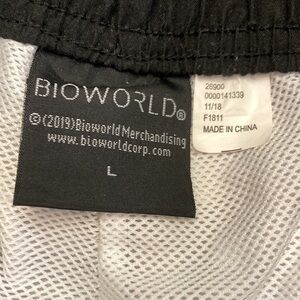 BIOWORLD®
©(2019)Bioworld Merchandising
www.bioworldcorp.com
L
26900
0000141339
11/18
F1811
MADE IN CHINA